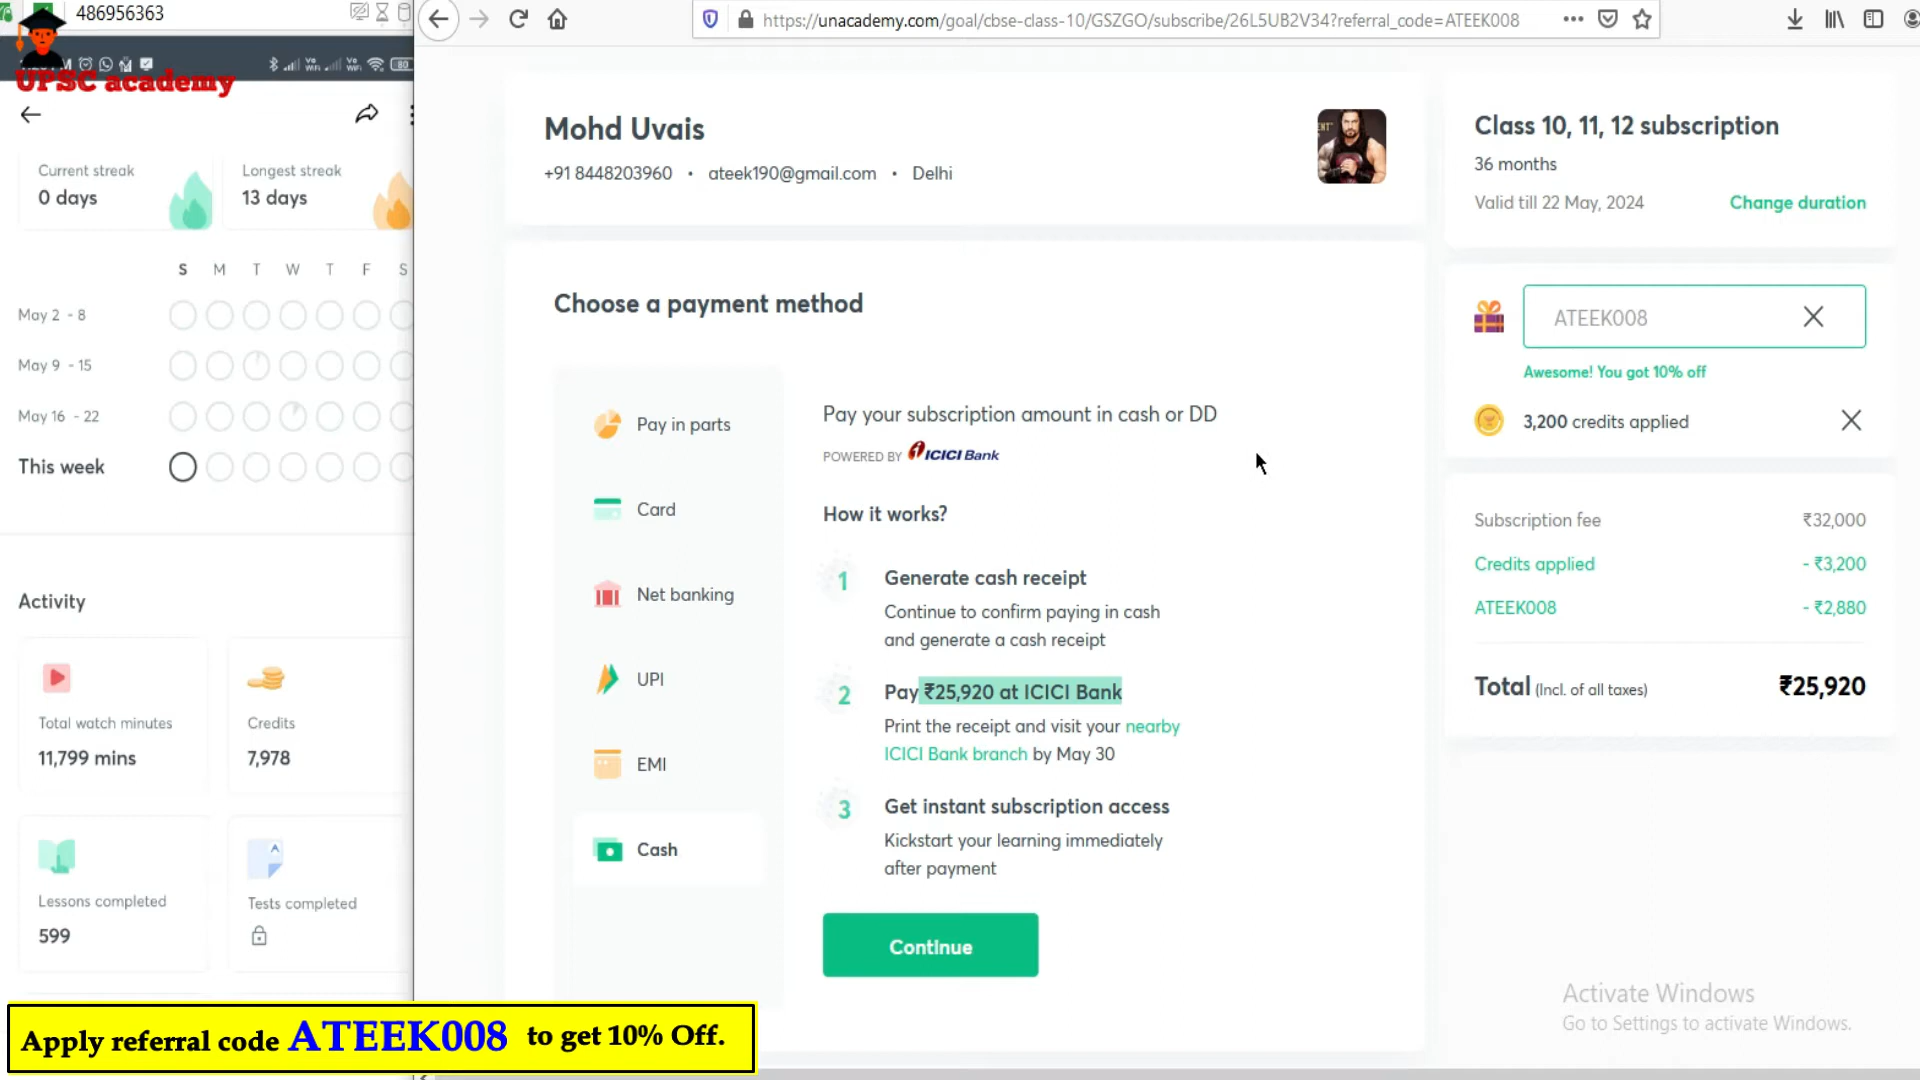 486956363
UPSC academy
80
Current streak
0 days
Longest streak
13 days
S M T W T F S
May 2 - 8
May 9 - 15
May 16 - 22
This week
Activity
Total watch minutes
11,799 mins
Credits
7,978
Lessons completed
599
Tests completed
https://unacademy.com/goal/cbse-class-10/GSZGO/subscribe/26L5UB2V34?referral_code=ATEEK008
Mohd Uvais
+91 8448203960 • ateek190@gmail.com • Delhi
Choose a payment method
Pay in parts
Card
Net banking
UPI
EMI
Cash
Pay your subscription amount in cash or DD
POWERED BY ICICI Bank
How it works?
1 Generate cash receipt
Continue to confirm paying in cash
and generate a cash receipt
2 Pay ₹25,920 at ICICI Bank
Print the receipt and visit your nearby
ICICI Bank branch by May 30
3 Get instant subscription access
Kickstart your learning immediately
after payment
Continue
Class 10, 11, 12 subscription
36 months
Valid till 22 May, 2024 Change duration
ATEEK008
Awesome! You got 10% off
3,200 credits applied
Subscription fee ₹32,000
Credits applied - ₹3,200
ATEEK008 - ₹2,880
Total (Incl. of all taxes) ₹25,920
Activate Windows
Go to Settings to activate Windows.
Apply referral code ATEEK008 to get 10% Off.